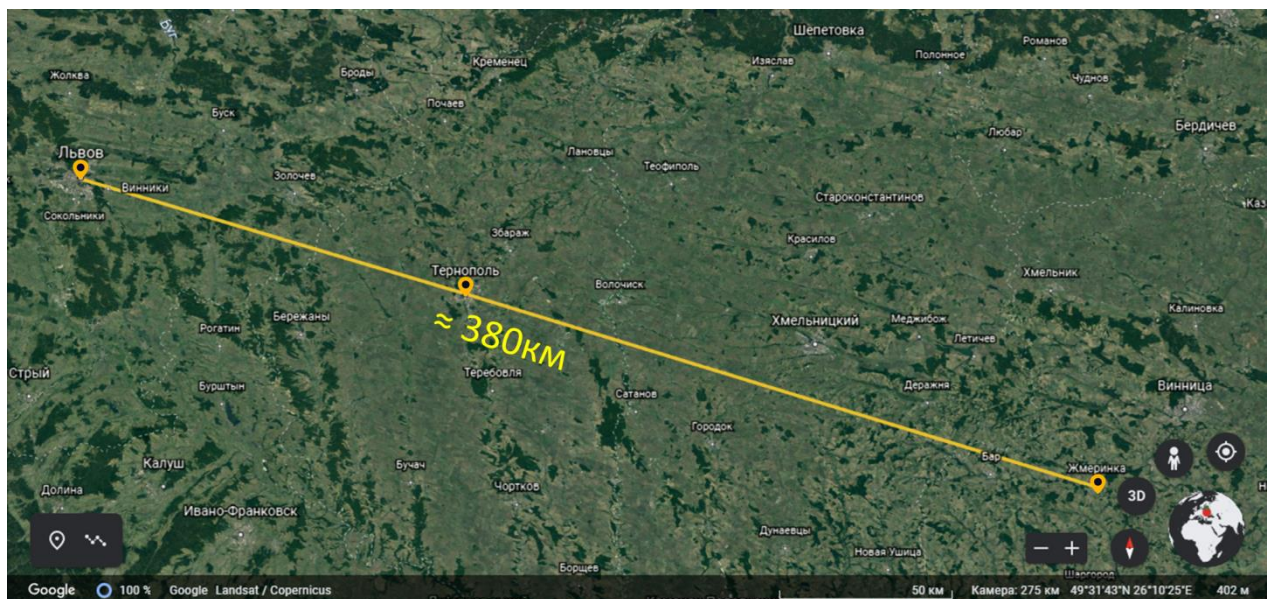 Буг
Шепетовка
Романов
Полонное
Кременец
Изяслав
Броды
Жолква
Чуднов
Почаев
Буск
Бердичев
Любар
Львов
Лановцы
Теофиполь
Золочев
Винники
Староконстантинов
Каз
Сокольники
Збараж
Красилов
Тернополь
Хмельник
Волочиск
Калиновка
Бережаны
Хмельницкий
Меджибож
Рогатин
≈ 380км
Летичев
Стрый
Теребовля
Бурштын
Деражня
Винница
Сатанов
Городок
Бар
Калуш
Бучач
Жмеринка
Долина
Чортков
3D
Ивано-Франковск
Дунаевцы
Новая Ушица
Борщев
Шаргород
Google 100 % Google Landsat / Copernicus 50 км Камера: 275 км 49°31'43"N 26°10'25"E 402 м